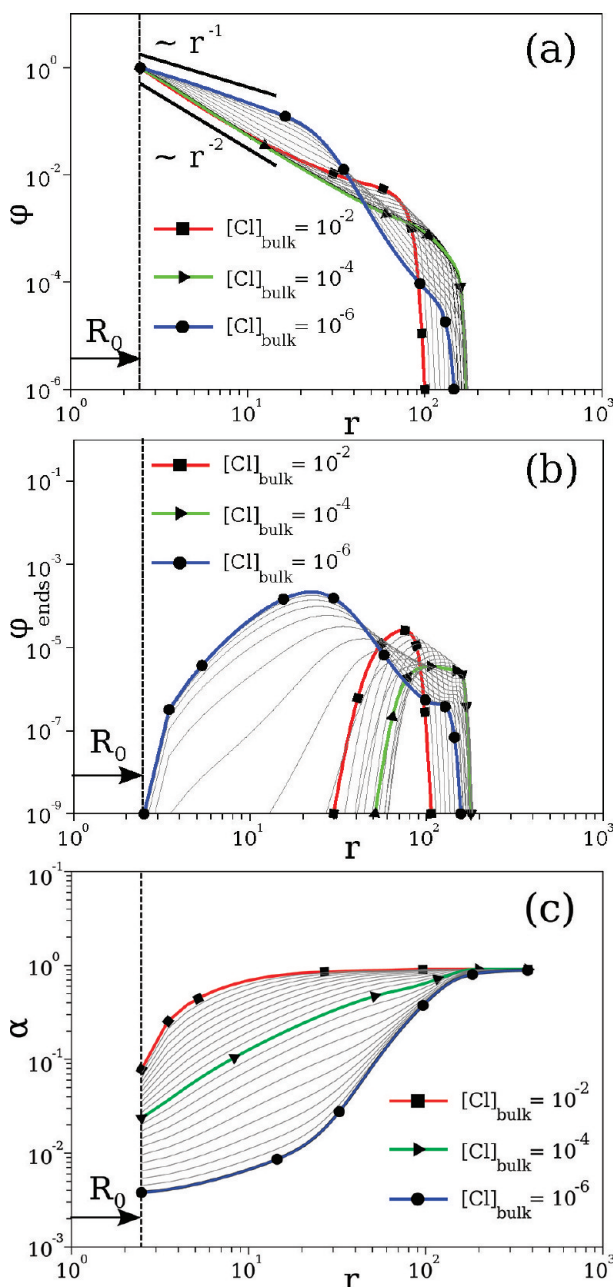 (a)
~ r⁻¹
~ r⁻²
10⁰
10⁻²
10⁻⁴
10⁻⁶
φ
[Cl]bulk = 10⁻²
[Cl]bulk = 10⁻⁴
[Cl]bulk = 10⁻⁶
R₀
10⁰ 10¹ 10² 10³
r
(b)
[Cl]bulk = 10⁻²
[Cl]bulk = 10⁻⁴
[Cl]bulk = 10⁻⁶
10⁻¹
10⁻³
10⁻⁵
10⁻⁷
10⁻⁹
φends
R₀
10⁰ 10¹ 10² 10³
r
(c)
10⁻¹
10⁰
10⁻¹
10⁻²
10⁻³
α
[Cl]bulk = 10⁻²
[Cl]bulk = 10⁻⁴
[Cl]bulk = 10⁻⁶
R₀
10⁰ 10¹ 10² 10³
r